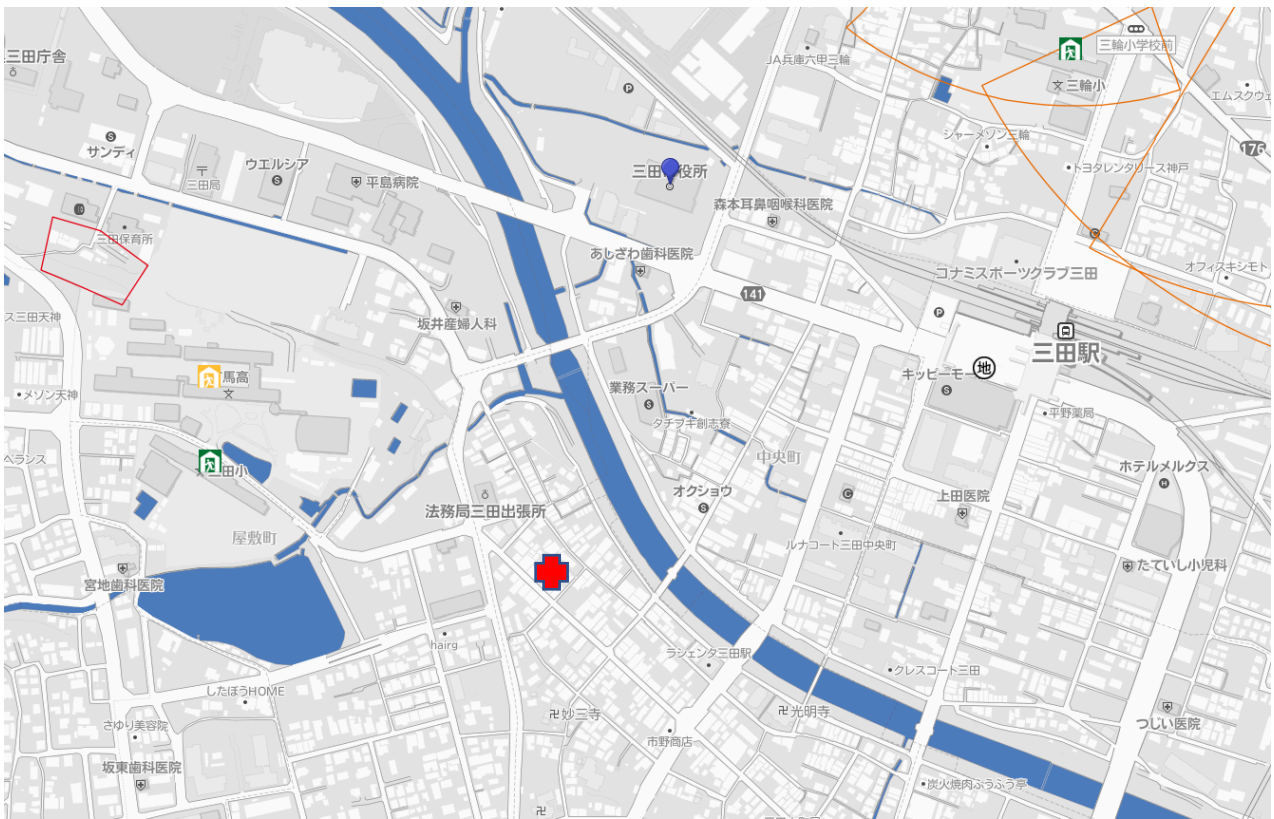 三田庁舎
JA兵庫六甲三輪
三輪小学校前
三輪小
エムスクウェ
サンディ
三田局
ウエルシア
平島病院
シャーメゾン三輪
176
トヨタレンタリース神戸
森本耳鼻咽喉科医院
三田保育所
あしざわ歯科医院
コナミスポーツクラブ三田
オフィスキシモト
141
ス三田天神
坂井産婦人科
三田駅
地
馬高
メゾン天神
業務スーパー
キッピーモー
タチブキ創志寮
平野薬局
中央町
ヘランス
ホテルメルクス
オクショウ
上田医院
法務局三田出張所
屋敷町
ルナコート三田中央町
宮地歯科医院
たていし小児科
hairg
ラシェンタ三田駅
クレスコート三田
したぼうHOME
卍妙三寺
卍光明寺
さゆり美容院
市野商店
つじい医院
坂東歯科医院
炭火焼肉ふうふう亭
卍